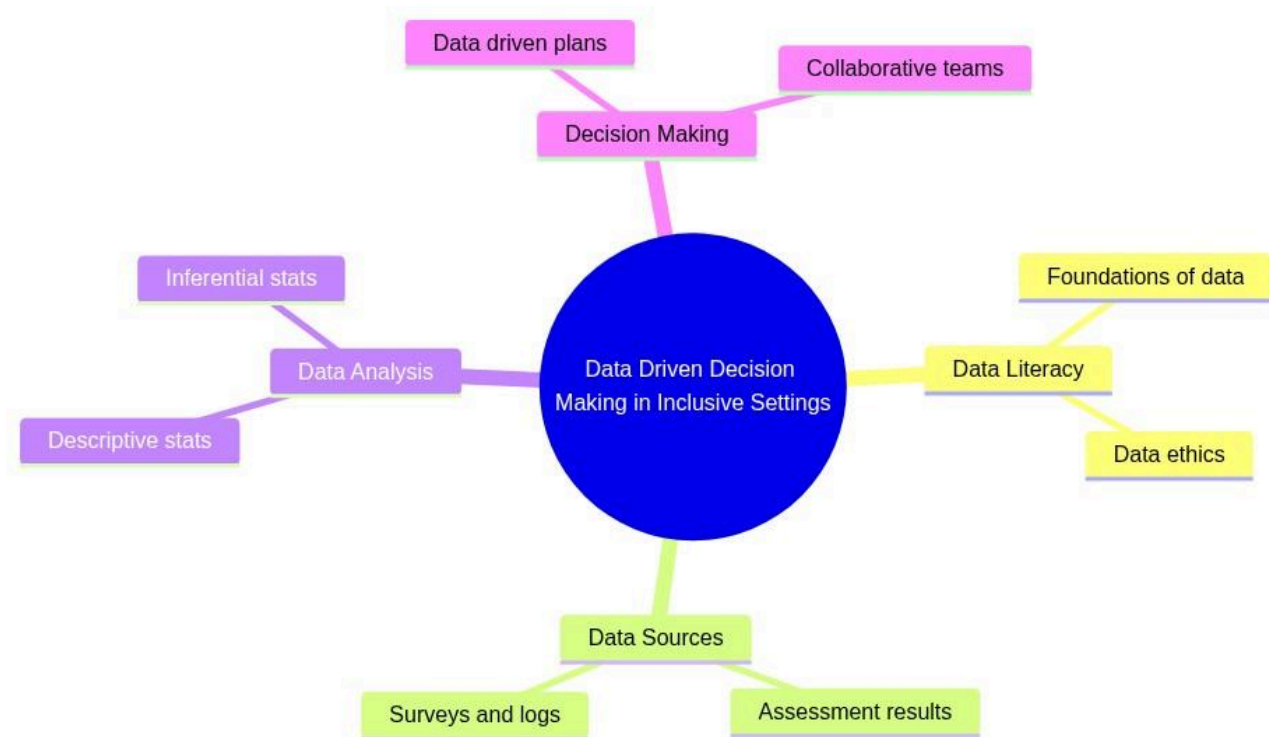 Data driven plans
Collaborative teams
Decision Making
Inferential stats
Foundations of data
Data Analysis
Data Driven Decision
Making in Inclusive Settings
Data Literacy
Descriptive stats
Data ethics
Data Sources
Surveys and logs
Assessment results